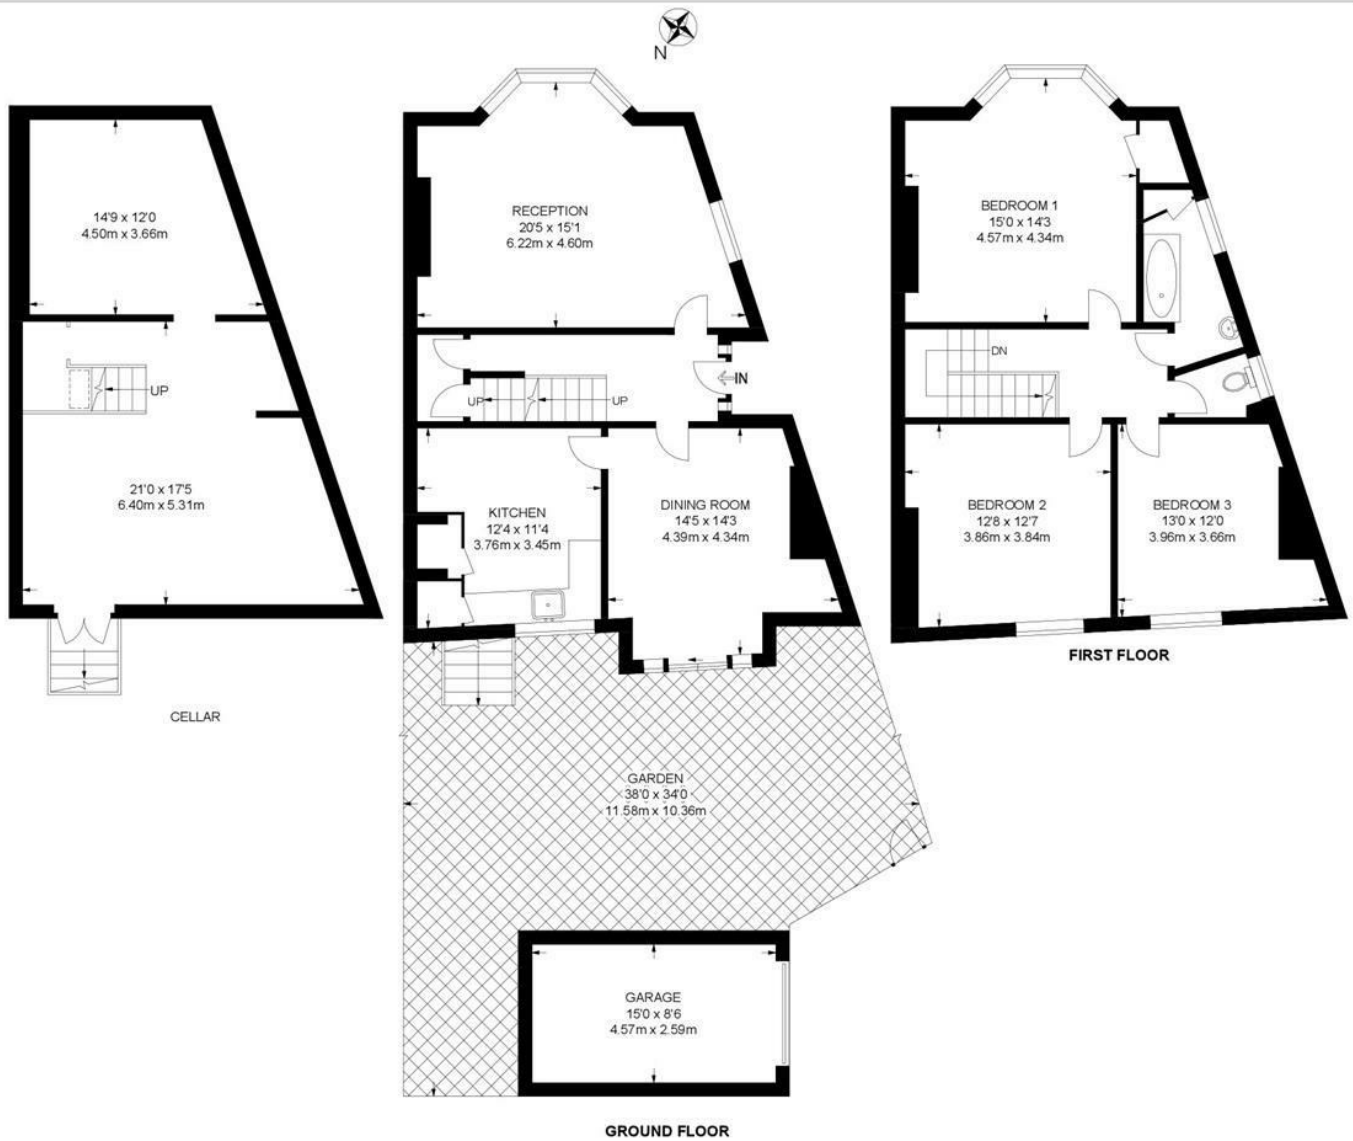 N
14'9 x 12'0
4.50m x 3.66m
UP
21'0 x 17'5
6.40m x 5.31m
CELLAR
RECEPTION
20'5 x 15'1
6.22m x 4.60m
IN
UP
UP
KITCHEN
12'4 x 11'4
3.76m x 3.45m
DINING ROOM
14'5 x 14'3
4.39m x 4.34m
GARDEN
38'0 x 34'0
11.58m x 10.36m
GARAGE
15'0 x 8'6
4.57m x 2.59m
GROUND FLOOR
BEDROOM 1
15'0 x 14'3
4.57m x 4.34m
DN
BEDROOM 2
12'8 x 12'7
3.86m x 3.84m
BEDROOM 3
13'0 x 12'0
3.96m x 3.66m
FIRST FLOOR